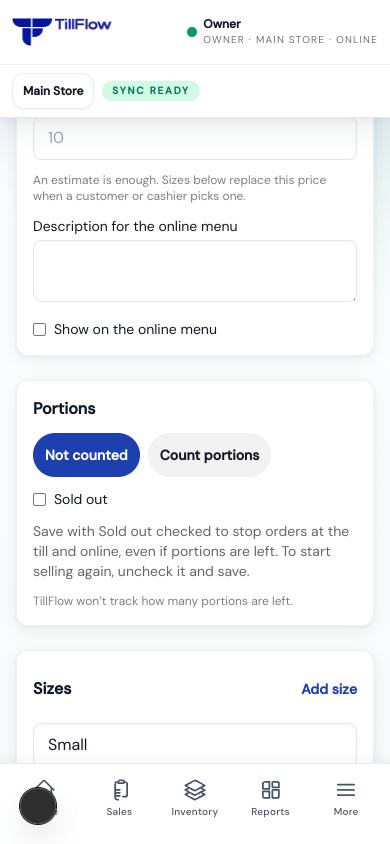 TillFlow
Owner
OWNER · MAIN STORE · ONLINE
Main Store
SYNC READY
10
An estimate is enough. Sizes below replace this price
when a customer or cashier picks one.
Description for the online menu
Show on the online menu
Portions
Not counted
Count portions
Sold out
Save with Sold out checked to stop orders at the
till and online, even if portions are left. To start
selling again, uncheck it and save.
TillFlow won’t track how many portions are left.
Sizes
Add size
Small
Sales
Inventory
Reports
More